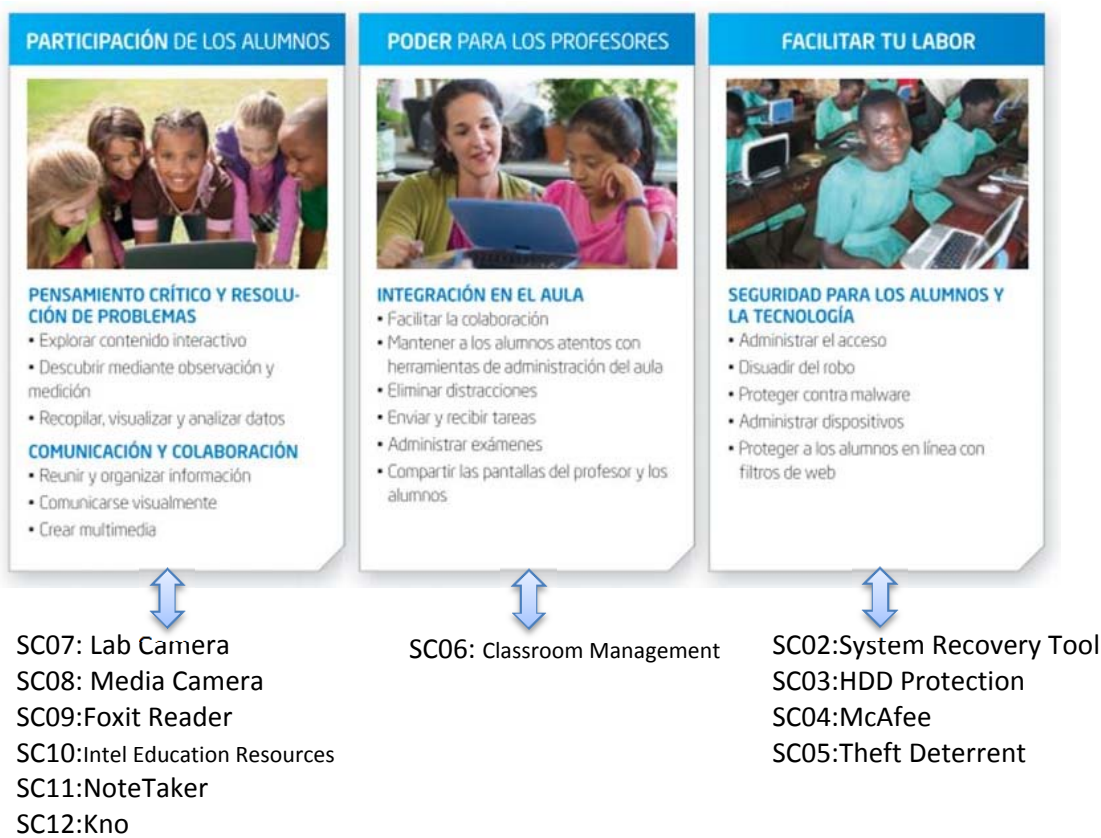 PARTICIPACIÓN DE LOS ALUMNOS
PENSAMIENTO CRÍTICO Y RESOLU-
CIÓN DE PROBLEMAS
• Explorar contenido interactivo
• Descubrir mediante observación y
medición
• Recopilar, visualizar y analizar datos
COMUNICACIÓN Y COLABORACIÓN
• Reunir y organizar información
• Comunicarse visualmente
• Crear multimedia
SC07: Lab Camera
SC08: Media Camera
SC09:Foxit Reader
SC10:Intel Education Resources
SC11:NoteTaker
SC12:Kno
PODER PARA LOS PROFESORES
INTEGRACIÓN EN EL AULA
• Facilitar la colaboración
• Mantener a los alumnos atentos con
herramientas de administración del aula
• Eliminar distracciones
• Enviar y recibir tareas
• Administrar exámenes
• Compartir las pantallas del profesor y los
alumnos
SC06: Classroom Management
FACILITAR TU LABOR
SEGURIDAD PARA LOS ALUMNOS Y
LA TECNOLOGÍA
• Administrar el acceso
• Disuadir del robo
• Proteger contra malware
• Administrar dispositivos
• Proteger a los alumnos en línea con
filtros de web
SC02:System Recovery Tool
SC03:HDD Protection
SC04:McAfee
SC05:Theft Deterrent